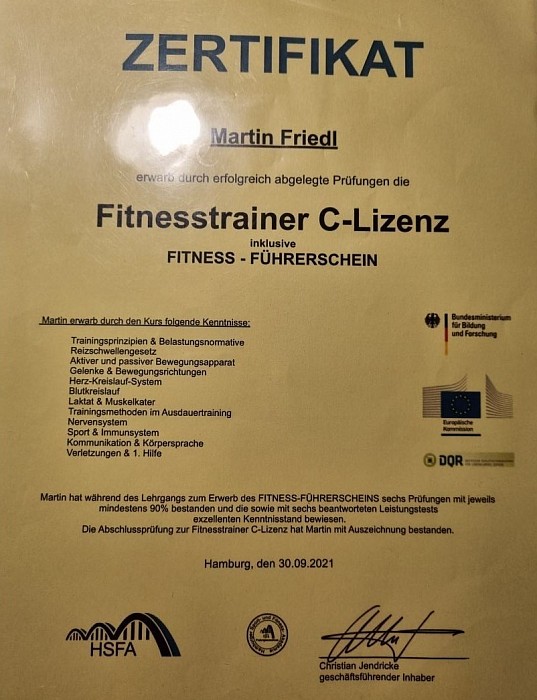 ZERTIFIKAT
Martin Friedl
erwarb durch erfolgreich abgelegte Prüfungen die
Fitnesstrainer C-Lizenz
inklusive
FITNESS - FÜHRERSCHEIN
Martin erwarb durch den Kurs folgende Kenntnisse:
Trainingsprinzipien & Belastungsnormative
Reizschwellengesetz
Aktiver und passiver Bewegungsapparat
Gelenke & Bewegungsrichtungen
Herz-Kreislauf-System
Blutkreislauf
Laktat & Muskelkater
Trainingsmethoden im Ausdauertraining
Nervensystem
Sport & Immunsystem
Kommunikation & Körpersprache
Verletzungen & 1. Hilfe
Bundesministerium
für Bildung
und Forschung
Europäische
Kommission
DQR
Martin hat während des Lehrgangs zum Erwerb des FITNESS-FÜHRERSCHEINS sechs Prüfungen mit jeweils
mindestens 90% bestanden und die sowie mit sechs beantworteten Leistungstests
exzellenten Kenntnisstand bewiesen.
Die Abschlussprüfung zur Fitnesstrainer C-Lizenz hat Martin mit Auszeichnung bestanden.
Hamburg, den 30.09.2021
HSFA
Christian Jendricke
geschäftsführender Inhaber